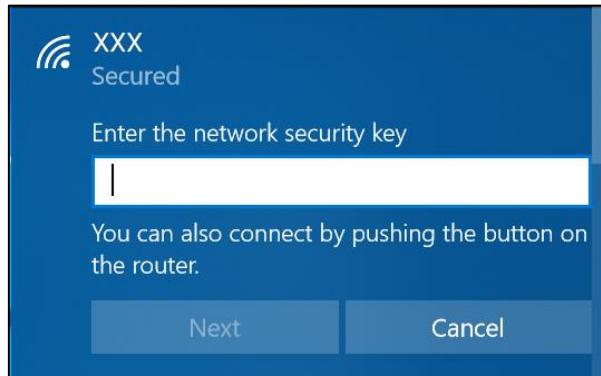 XXX
Secured
Enter the network security key
You can also connect by pushing the button on
the router.
Next
Cancel